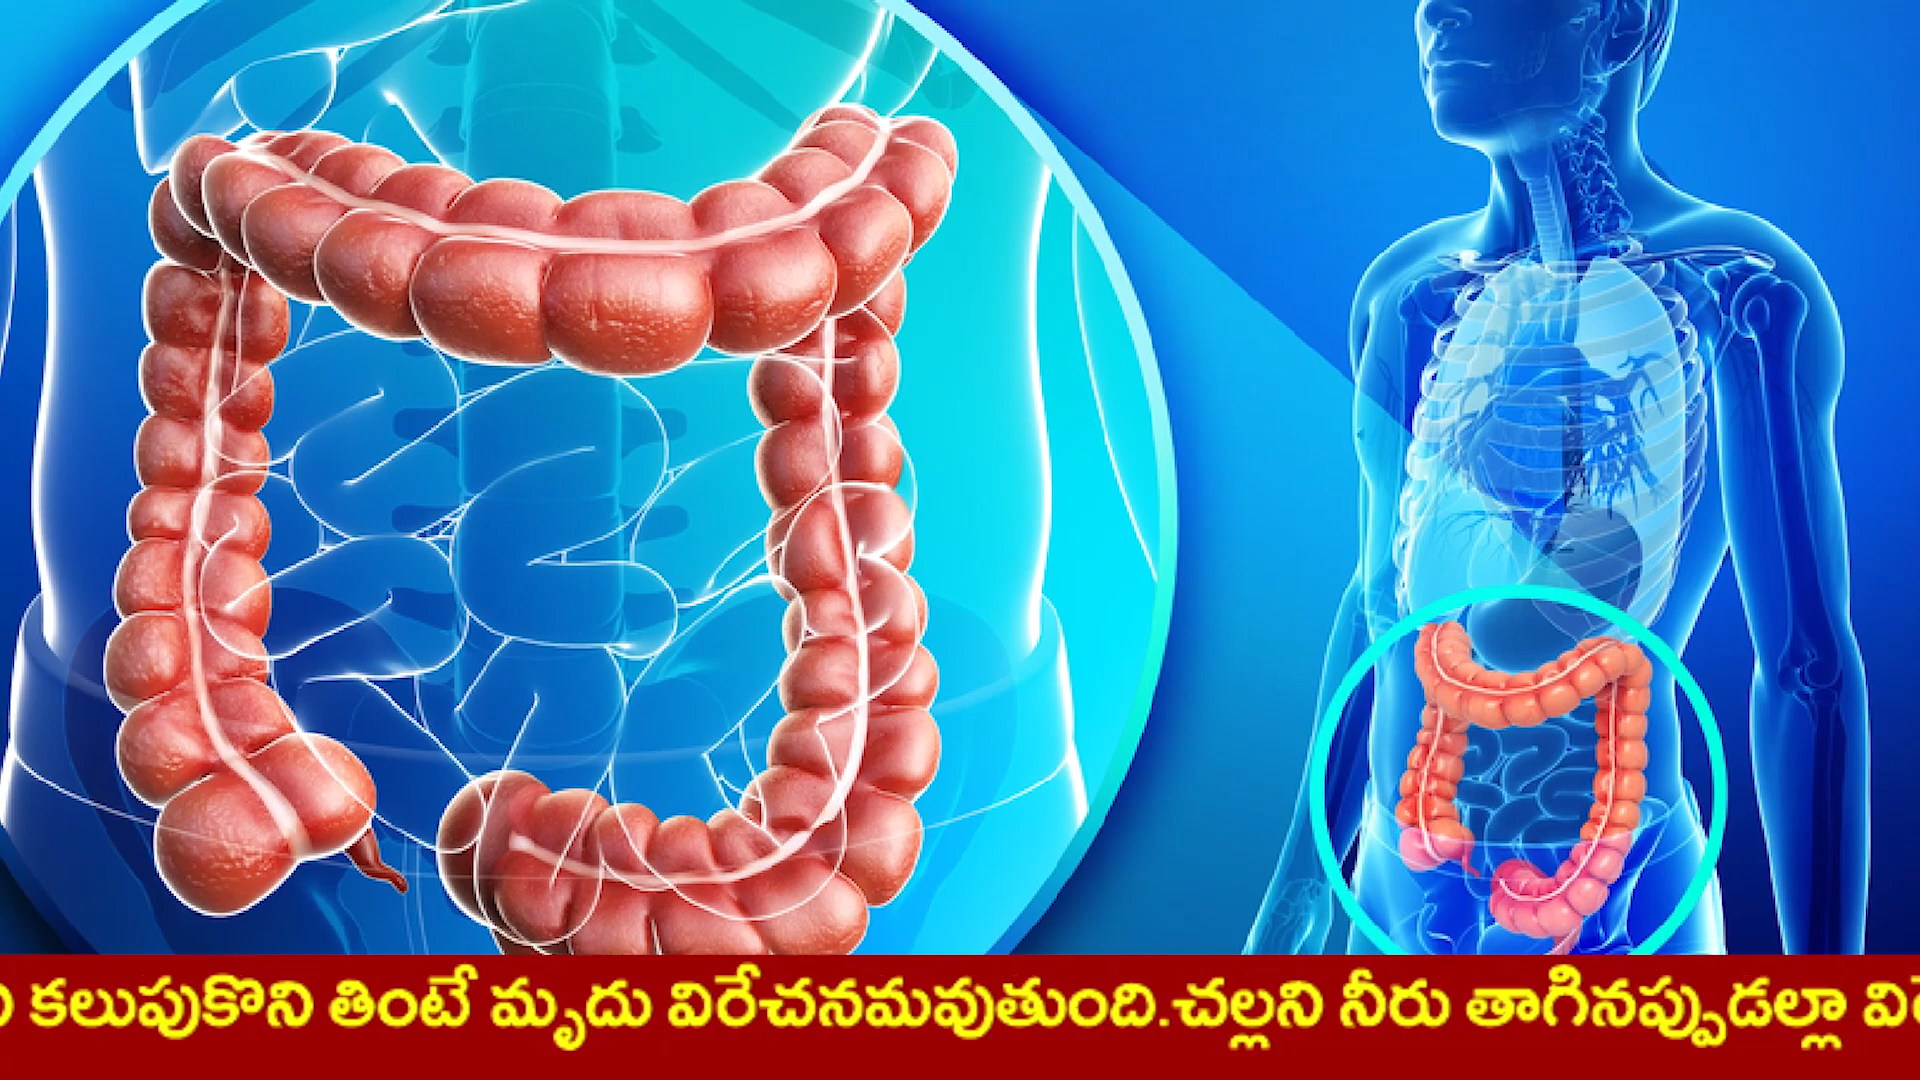 కలుపుకొని తింటే మృదు విరేచనమవుతుంది.చల్లని నీరు తాగినప్పుడల్లా